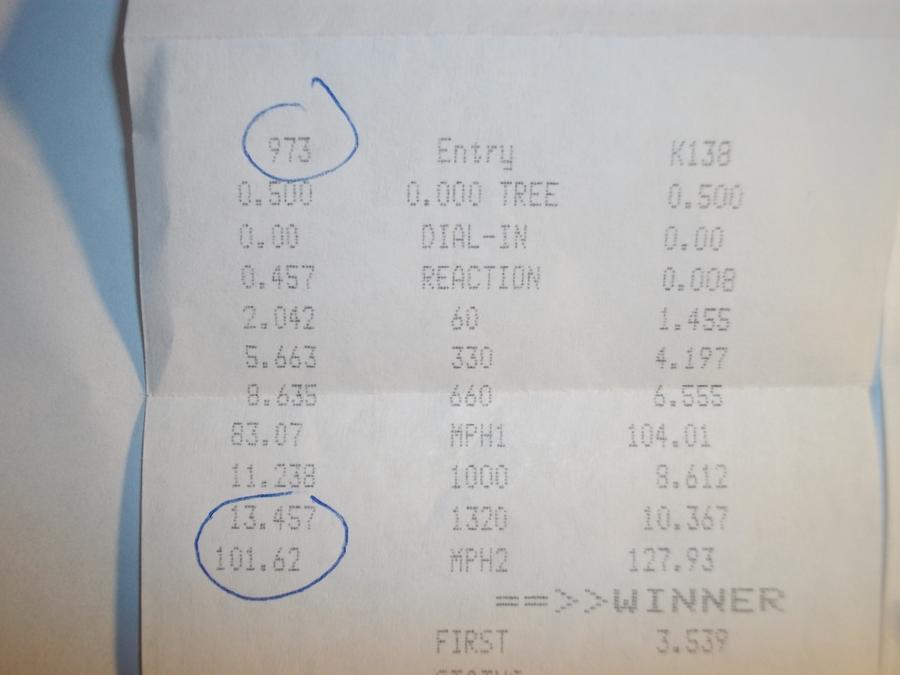 973 Entry K138
0.500 0.000 TREE 0.500
0.00 DIAL-IN 0.00
0.457 REACTION 0.008
2.042 60 1.455
5.663 330 4.197
8.635 660 6.555
83.07 MPH1 104.01
11.238 1000 8.612
13.457 1320 10.367
101.62 MPH2 127.93
==>>WINNER
FIRST 3.539